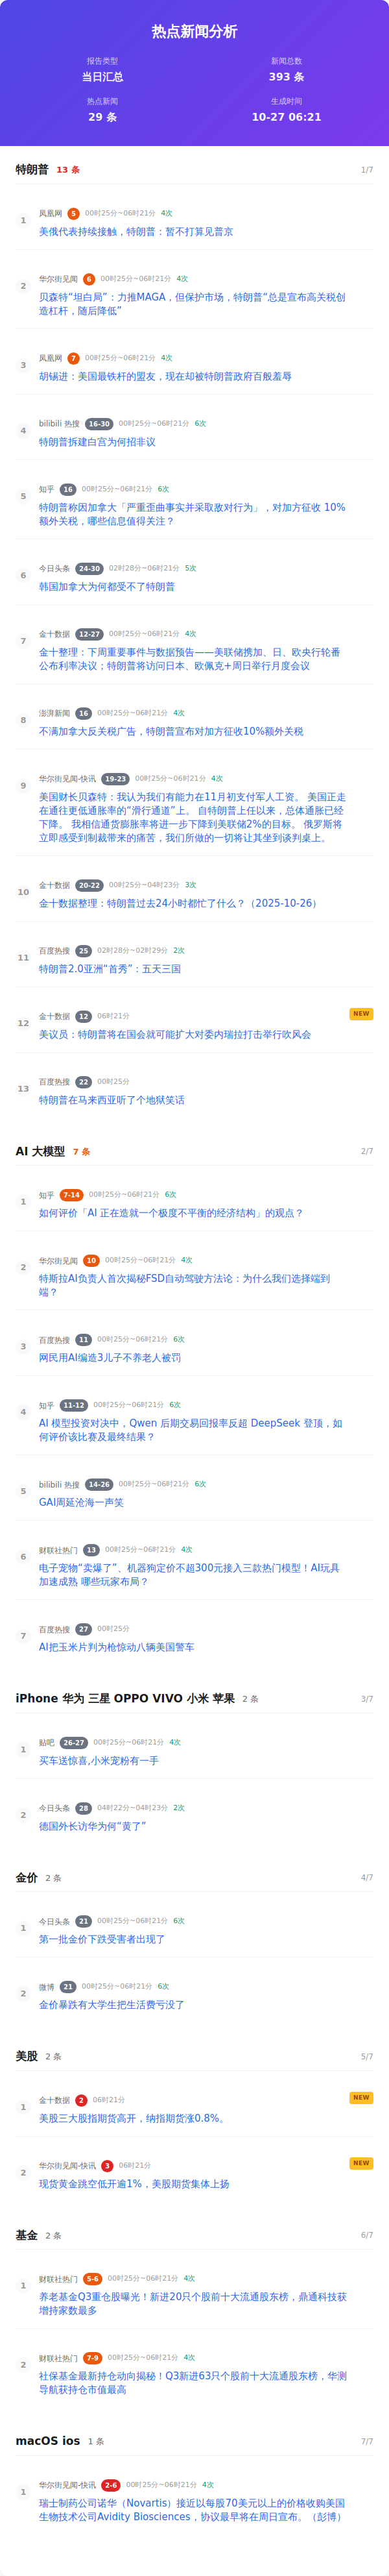 热点新闻分析
报告类型
新闻总数
当日汇总
393 条
热点新闻
生成时间
29 条
10-27 06:21
特朗普 13 条 1/7
1
凤凰网 5 00时25分~06时21分 4次
美俄代表持续接触，特朗普：暂不打算见普京
2
华尔街见闻 6 00时25分~06时21分 4次
贝森特“坦白局”：力推MAGA，但保护市场，特朗普“总是宣布高关税创
造杠杆，随后降低”
3
凤凰网 7 00时25分~06时21分 4次
胡锡进：美国最铁杆的盟友，现在却被特朗普政府百般羞辱
4
bilibili 热搜 16-30 00时25分~06时21分 6次
特朗普拆建白宫为何招非议
5
知乎 16 00时25分~06时21分 6次
特朗普称因加拿大「严重歪曲事实并采取敌对行为」，对加方征收 10%
额外关税，哪些信息值得关注？
6
今日头条 24-30 02时28分~06时21分 5次
韩国加拿大为何都受不了特朗普
7
金十数据 12-27 00时25分~06时21分 4次
金十整理：下周重要事件与数据预告——美联储携加、日、欧央行轮番
公布利率决议；特朗普将访问日本、欧佩克+周日举行月度会议
8
澎湃新闻 16 00时25分~06时21分 4次
不满加拿大反关税广告，特朗普宣布对加方征收10%额外关税
9
华尔街见闻-快讯 19-23 00时25分~06时21分 4次
美国财长贝森特：我认为我们有能力在11月初支付军人工资。 美国正走
在通往更低通胀率的“滑行通道”上。 自特朗普上任以来，总体通胀已经
下降。 我相信通货膨胀率将进一步下降到美联储2%的目标。 俄罗斯将
立即感受到制裁带来的痛苦，我们所做的一切将让其坐到谈判桌上。
10
金十数据 20-22 00时25分~04时23分 3次
金十数据整理：特朗普过去24小时都忙了什么？（2025-10-26）
11
百度热搜 25 02时28分~02时29分 2次
特朗普2.0亚洲“首秀”：五天三国
12
金十数据 12 06时21分 NEW
美议员：特朗普将在国会就可能扩大对委内瑞拉打击举行吹风会
13
百度热搜 22 00时25分
特朗普在马来西亚听了个地狱笑话
AI 大模型 7 条 2/7
1
知乎 7-14 00时25分~06时21分 6次
如何评价「AI 正在造就一个极度不平衡的经济结构」的观点？
2
华尔街见闻 10 00时25分~06时21分 4次
特斯拉AI负责人首次揭秘FSD自动驾驶方法论：为什么我们选择端到
端？
3
百度热搜 11 00时25分~06时21分 6次
网民用AI编造3儿子不养老人被罚
4
知乎 11-12 00时25分~06时21分 6次
AI 模型投资对决中，Qwen 后期交易回报率反超 DeepSeek 登顶，如
何评价该比赛及最终结果？
5
bilibili 热搜 14-26 00时25分~06时21分 6次
GAI周延沧海一声笑
6
财联社热门 13 00时25分~06时21分 4次
电子宠物“卖爆了”、机器狗定价不超300元接入三款热门模型！AI玩具
加速成熟 哪些玩家布局？
7
百度热搜 27 00时25分
AI把玉米片判为枪惊动八辆美国警车
iPhone 华为 三星 OPPO VIVO 小米 苹果 2 条 3/7
1
贴吧 26-27 00时25分~06时21分 4次
买车送惊喜,小米宠粉有一手
2
今日头条 28 04时22分~04时23分 2次
德国外长访华为何“黄了”
金价 2 条 4/7
1
今日头条 21 00时25分~06时21分 6次
第一批金价下跌受害者出现了
2
微博 21 00时25分~06时21分 6次
金价暴跌有大学生把生活费亏没了
美股 2 条 5/7
1
金十数据 2 06时21分 NEW
美股三大股指期货高开，纳指期货涨0.8%。
2
华尔街见闻-快讯 3 06时21分 NEW
现货黄金跳空低开逾1%，美股期货集体上扬
基金 2 条 6/7
1
财联社热门 5-6 00时25分~06时21分 4次
养老基金Q3重仓股曝光！新进20只个股前十大流通股东榜，鼎通科技获
增持家数最多
2
财联社热门 7-9 00时25分~06时21分 4次
社保基金最新持仓动向揭秘！Q3新进63只个股前十大流通股东榜，华测
导航获持仓市值最高
macOS ios 1 条 7/7
1
华尔街见闻-快讯 2-6 00时25分~06时21分 4次
瑞士制药公司诺华（Novartis）接近以每股70美元以上的价格收购美国
生物技术公司Avidity Biosciences，协议最早将在周日宣布。（彭博）